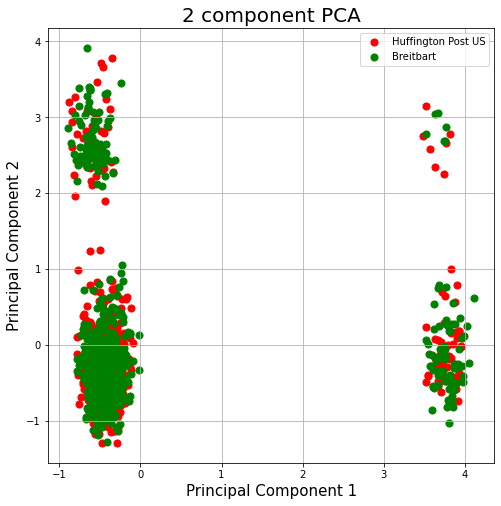 2 component PCA
Huffington Post US
Breitbart
4
3
2
1
0
−1
Principal Component 2
−1 0 1 2 3 4
Principal Component 1